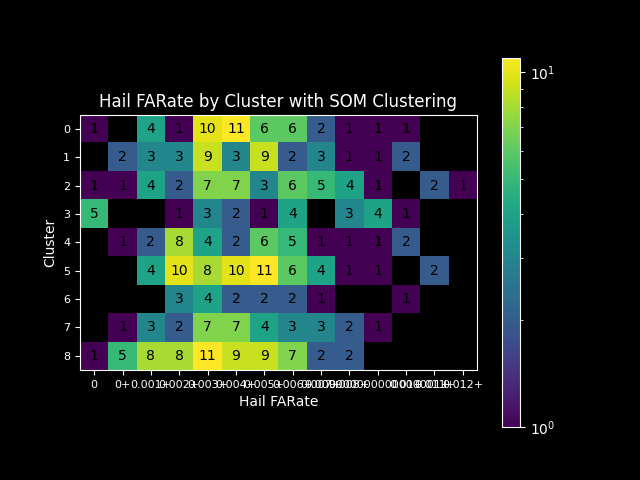 Hail FARate by Cluster with SOM Clustering
0 1 4 1 10 11 6 6 2 1 1 1
1 2 3 3 9 3 9 2 3 1 1 2
2 1 1 4 2 7 7 3 6 5 4 1 2 1
3 5 1 3 2 1 4 3 4 1
4 1 2 8 4 2 6 5 1 1 1 2
5 4 10 8 10 11 6 4 1 1 2
6 3 4 2 2 2 1 1
7 1 3 2 7 7 4 3 3 2 1
8 1 5 8 8 11 9 9 7 2 2
0 0+
Hail FARate
Cluster
10¹
10⁰